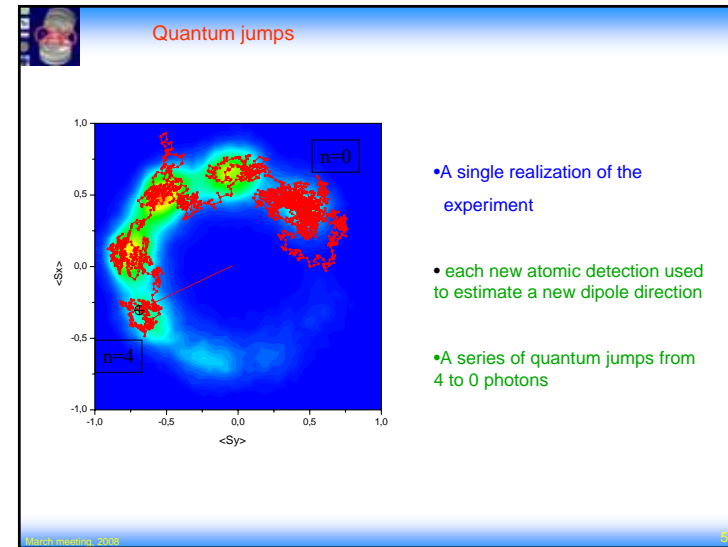 Quantum jumps
1,0
0,5
0,0
-0,5
-1,0
<Sx>
-1,0 -0,5 0,0 0,5 1,0
<Sy>
n=0
n=4
•A single realization of the
experiment
• each new atomic detection used
to estimate a new dipole direction
•A series of quantum jumps from
4 to 0 photons
March meeting, 2008